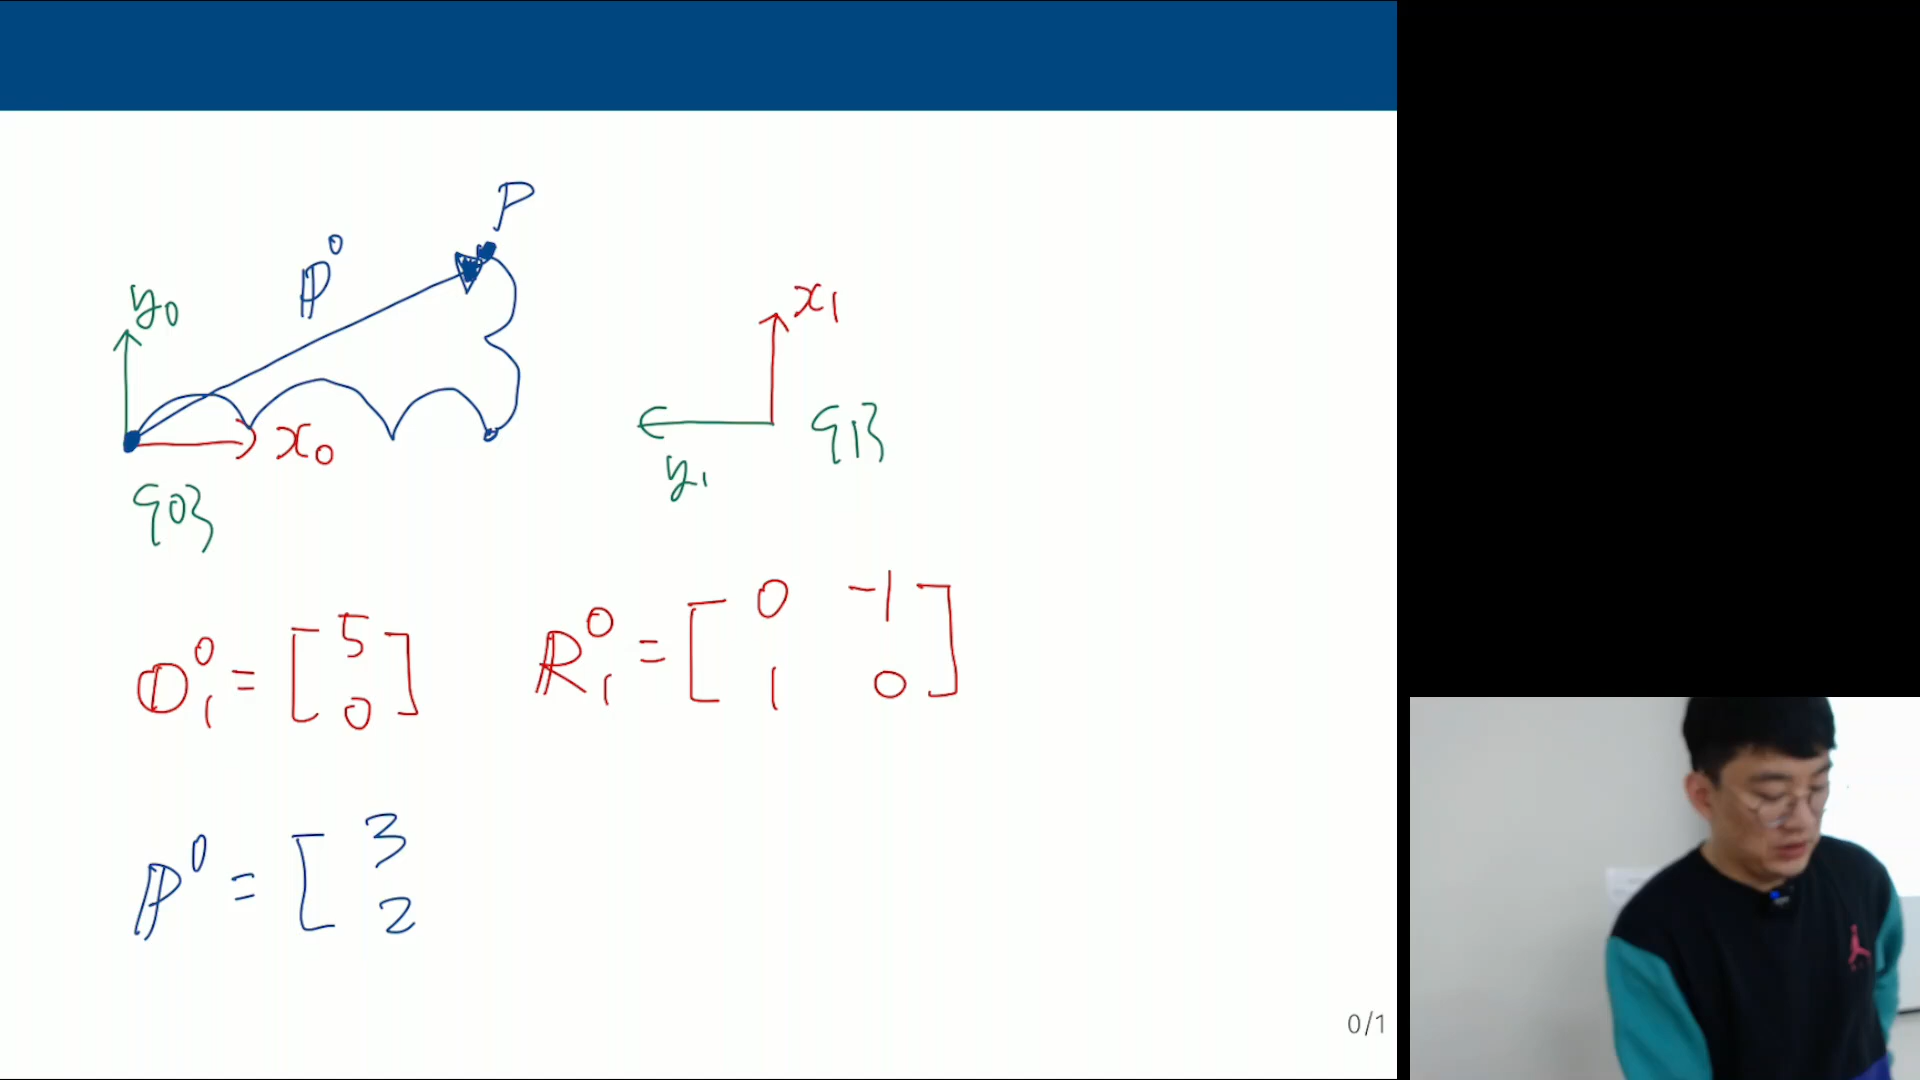 P
P⁰
y₀
x₁
x₀
{1}
y₁
{0}
O₁⁰ = [5 0] R₁⁰ = [0 -1
1 0]
P⁰ = [3
2
0/1